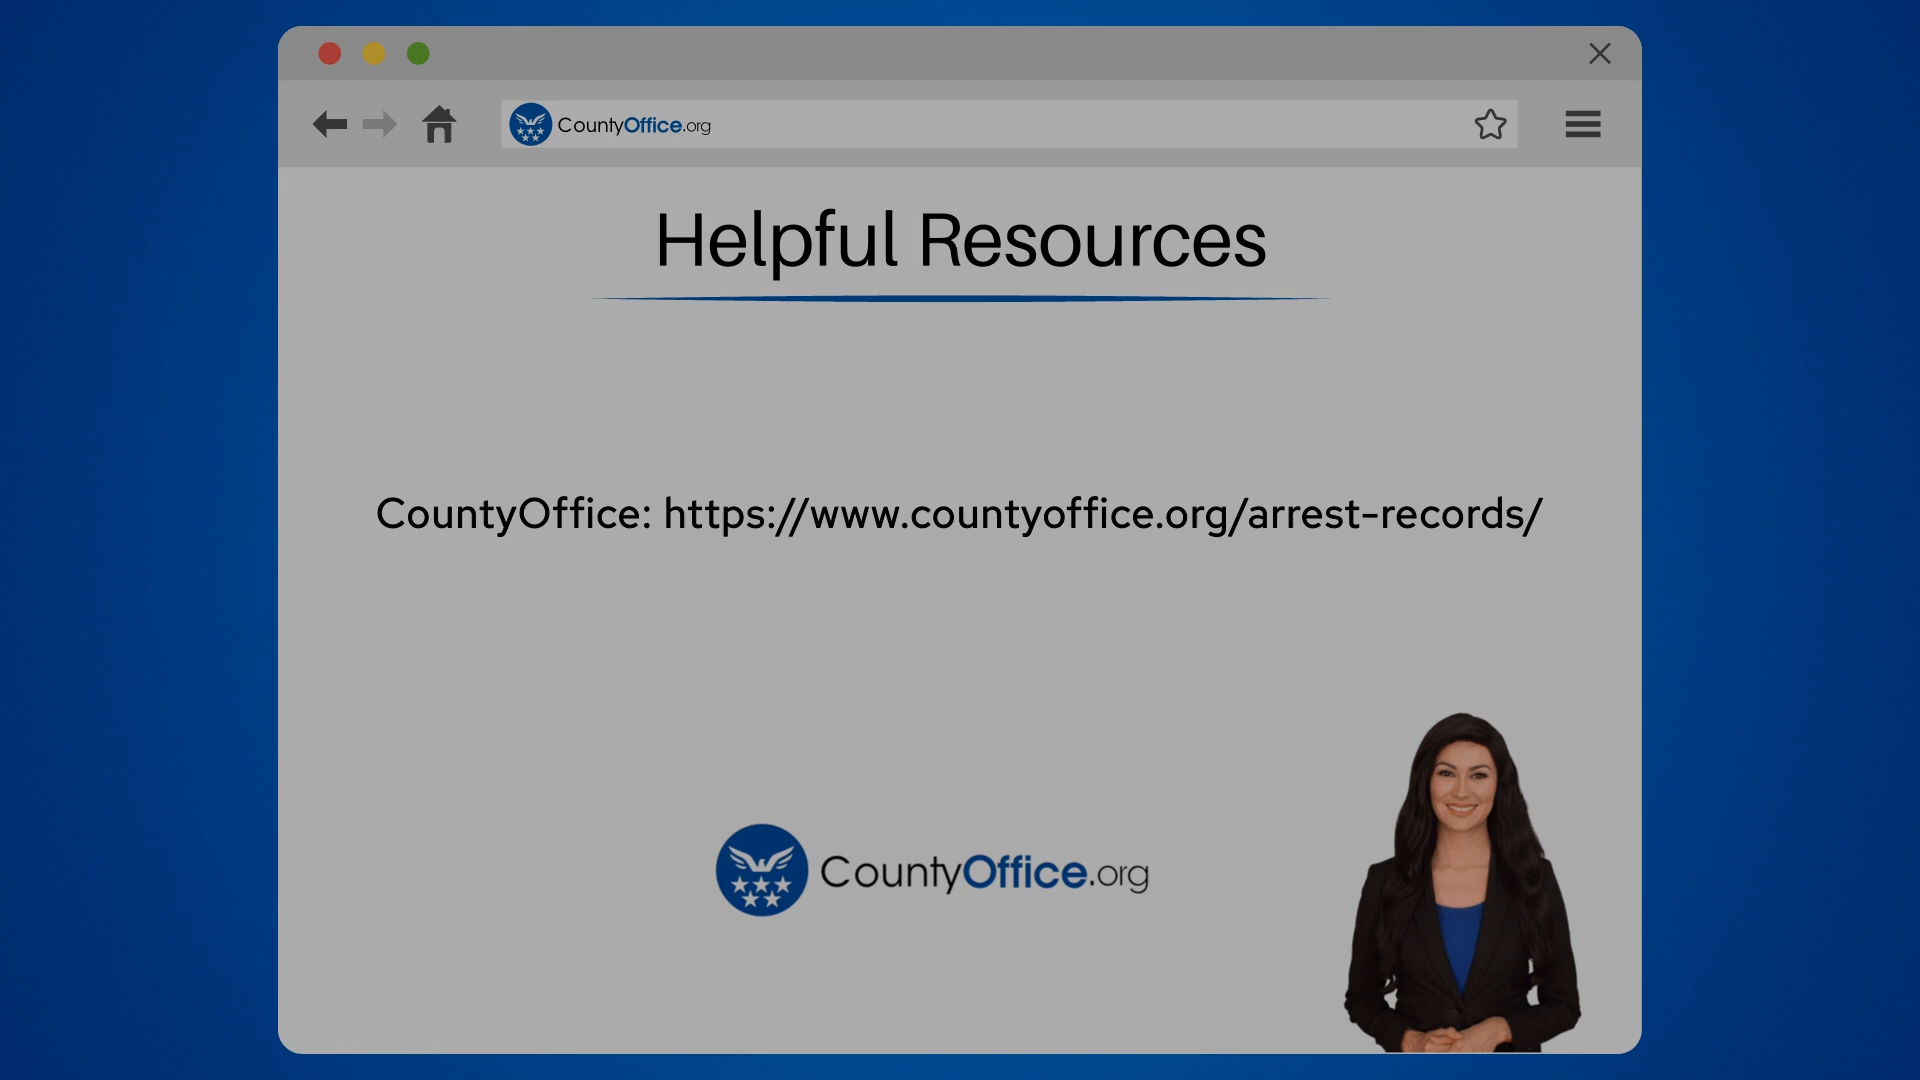 CountyOffice.org
Helpful Resources
CountyOffice: https://www.countyoffice.org/arrest-records/
CountyOffice.org